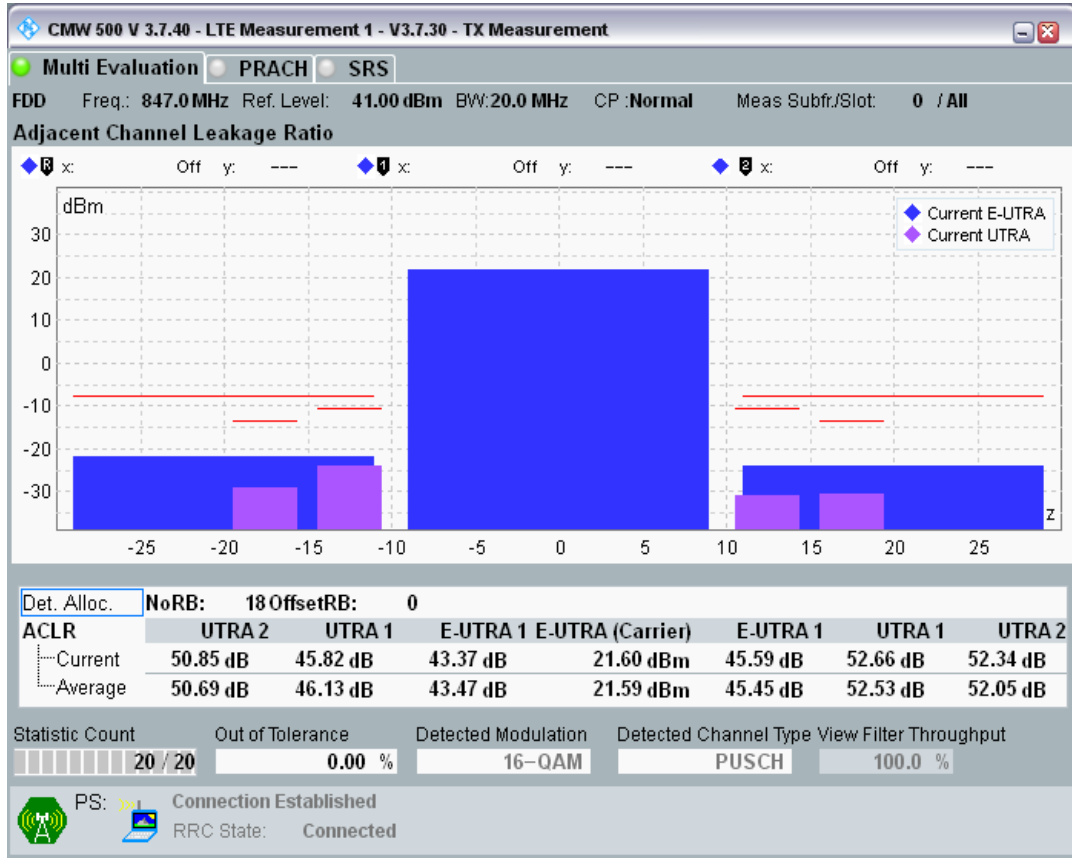 CMW 500 V 3.7.40 - LTE Measurement 1 - V3.7.30 - TX Measurement
Multi Evaluation PRACH SRS
FDD Freq.: 847.0 MHz Ref. Level: 41.00 dBm BW:20.0 MHz CP :Normal Meas Subfr./Slot: 0 / All
Adjacent Channel Leakage Ratio
R x: Off y: --- 1 x: Off y: --- 2 x: Off y: ---
dBm
Current E-UTRA
Current UTRA
30
20
10
0
-10
-20
-30
z
-25 -20 -15 -10 -5 0 5 10 15 20 25
Det. Alloc. NoRB: 18 OffsetRB: 0
ACLR UTRA 2 UTRA 1 E-UTRA 1 E-UTRA (Carrier) E-UTRA 1 UTRA 1 UTRA 2
Current 50.85 dB 45.82 dB 43.37 dB 21.60 dBm 45.59 dB 52.66 dB 52.34 dB
Average 50.69 dB 46.13 dB 43.47 dB 21.59 dBm 45.45 dB 52.53 dB 52.05 dB
Statistic Count Out of Tolerance Detected Modulation Detected Channel Type View Filter Throughput
20 / 20 0.00 % 16-QAM PUSCH 100.0 %
PS: Connection Established
RRC State: Connected